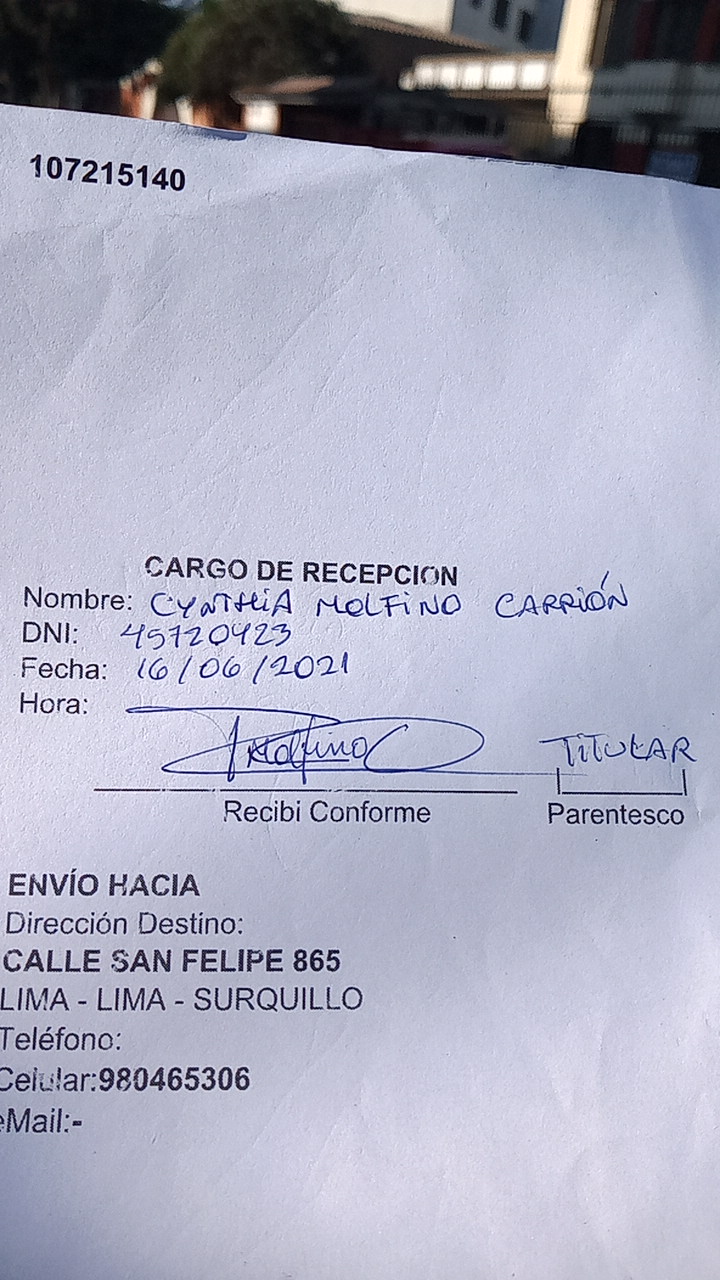 107215140
CARGO DE RECEPCION
Nombre: CYNTHIA MOLFINO CARRIÓN
DNI: 45720423
Fecha: 16/06/2021
Hora:
Molfino TITULAR
Recibi Conforme Parentesco
ENVÍO HACIA
Dirección Destino:
CALLE SAN FELIPE 865
LIMA - LIMA - SURQUILLO
Teléfono:
Celular:980465306
eMail:-